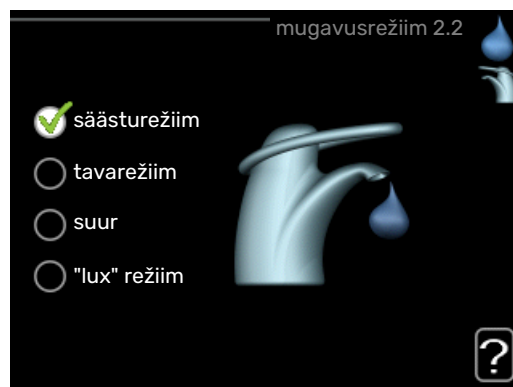 mugavusrežiim 2.2
säästurežiim
tavarežiim
suur
"lux" režiim
?